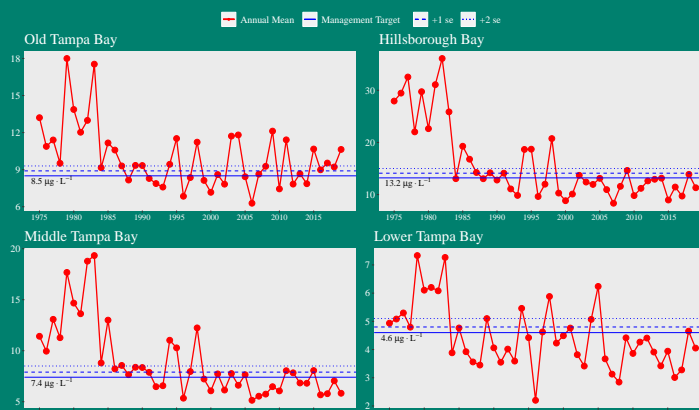 Annual Mean Management Target +1 se +2 se
Old Tampa Bay
18
15
12
9
6
8.5 µg · L⁻¹
1975 1980 1985 1990 1995 2000 2005 2010 2015
Hillsborough Bay
30
20
10
13.2 µg · L⁻¹
1975 1980 1985 1990 1995 2000 2005 2010 2015
Middle Tampa Bay
20
15
10
5
7.4 µg · L⁻¹
Lower Tampa Bay
7
6
5
4
3
2
4.6 µg · L⁻¹